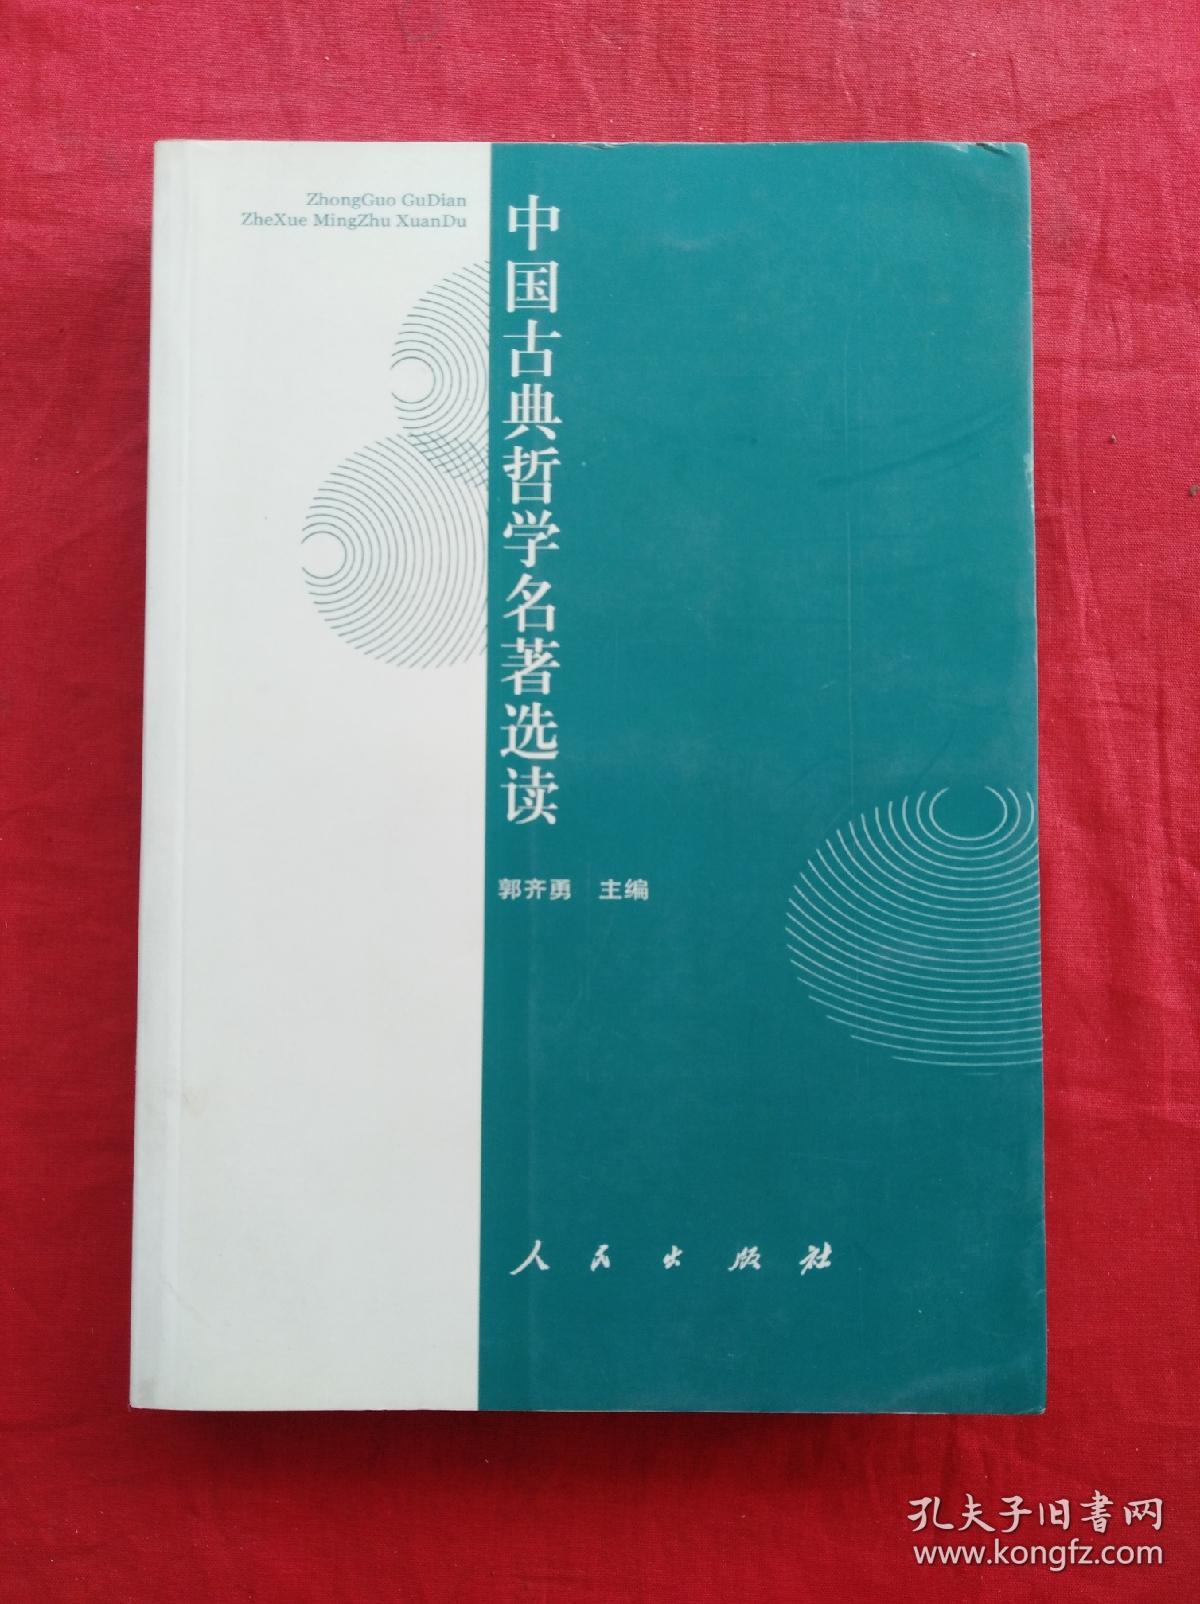 ZhongGuo GuDian
ZheXue MingZhu XuanDu
中国古典哲学名著选读
郭齐勇 主编
人民出版社
孔夫子旧书网
www.kongfz.com